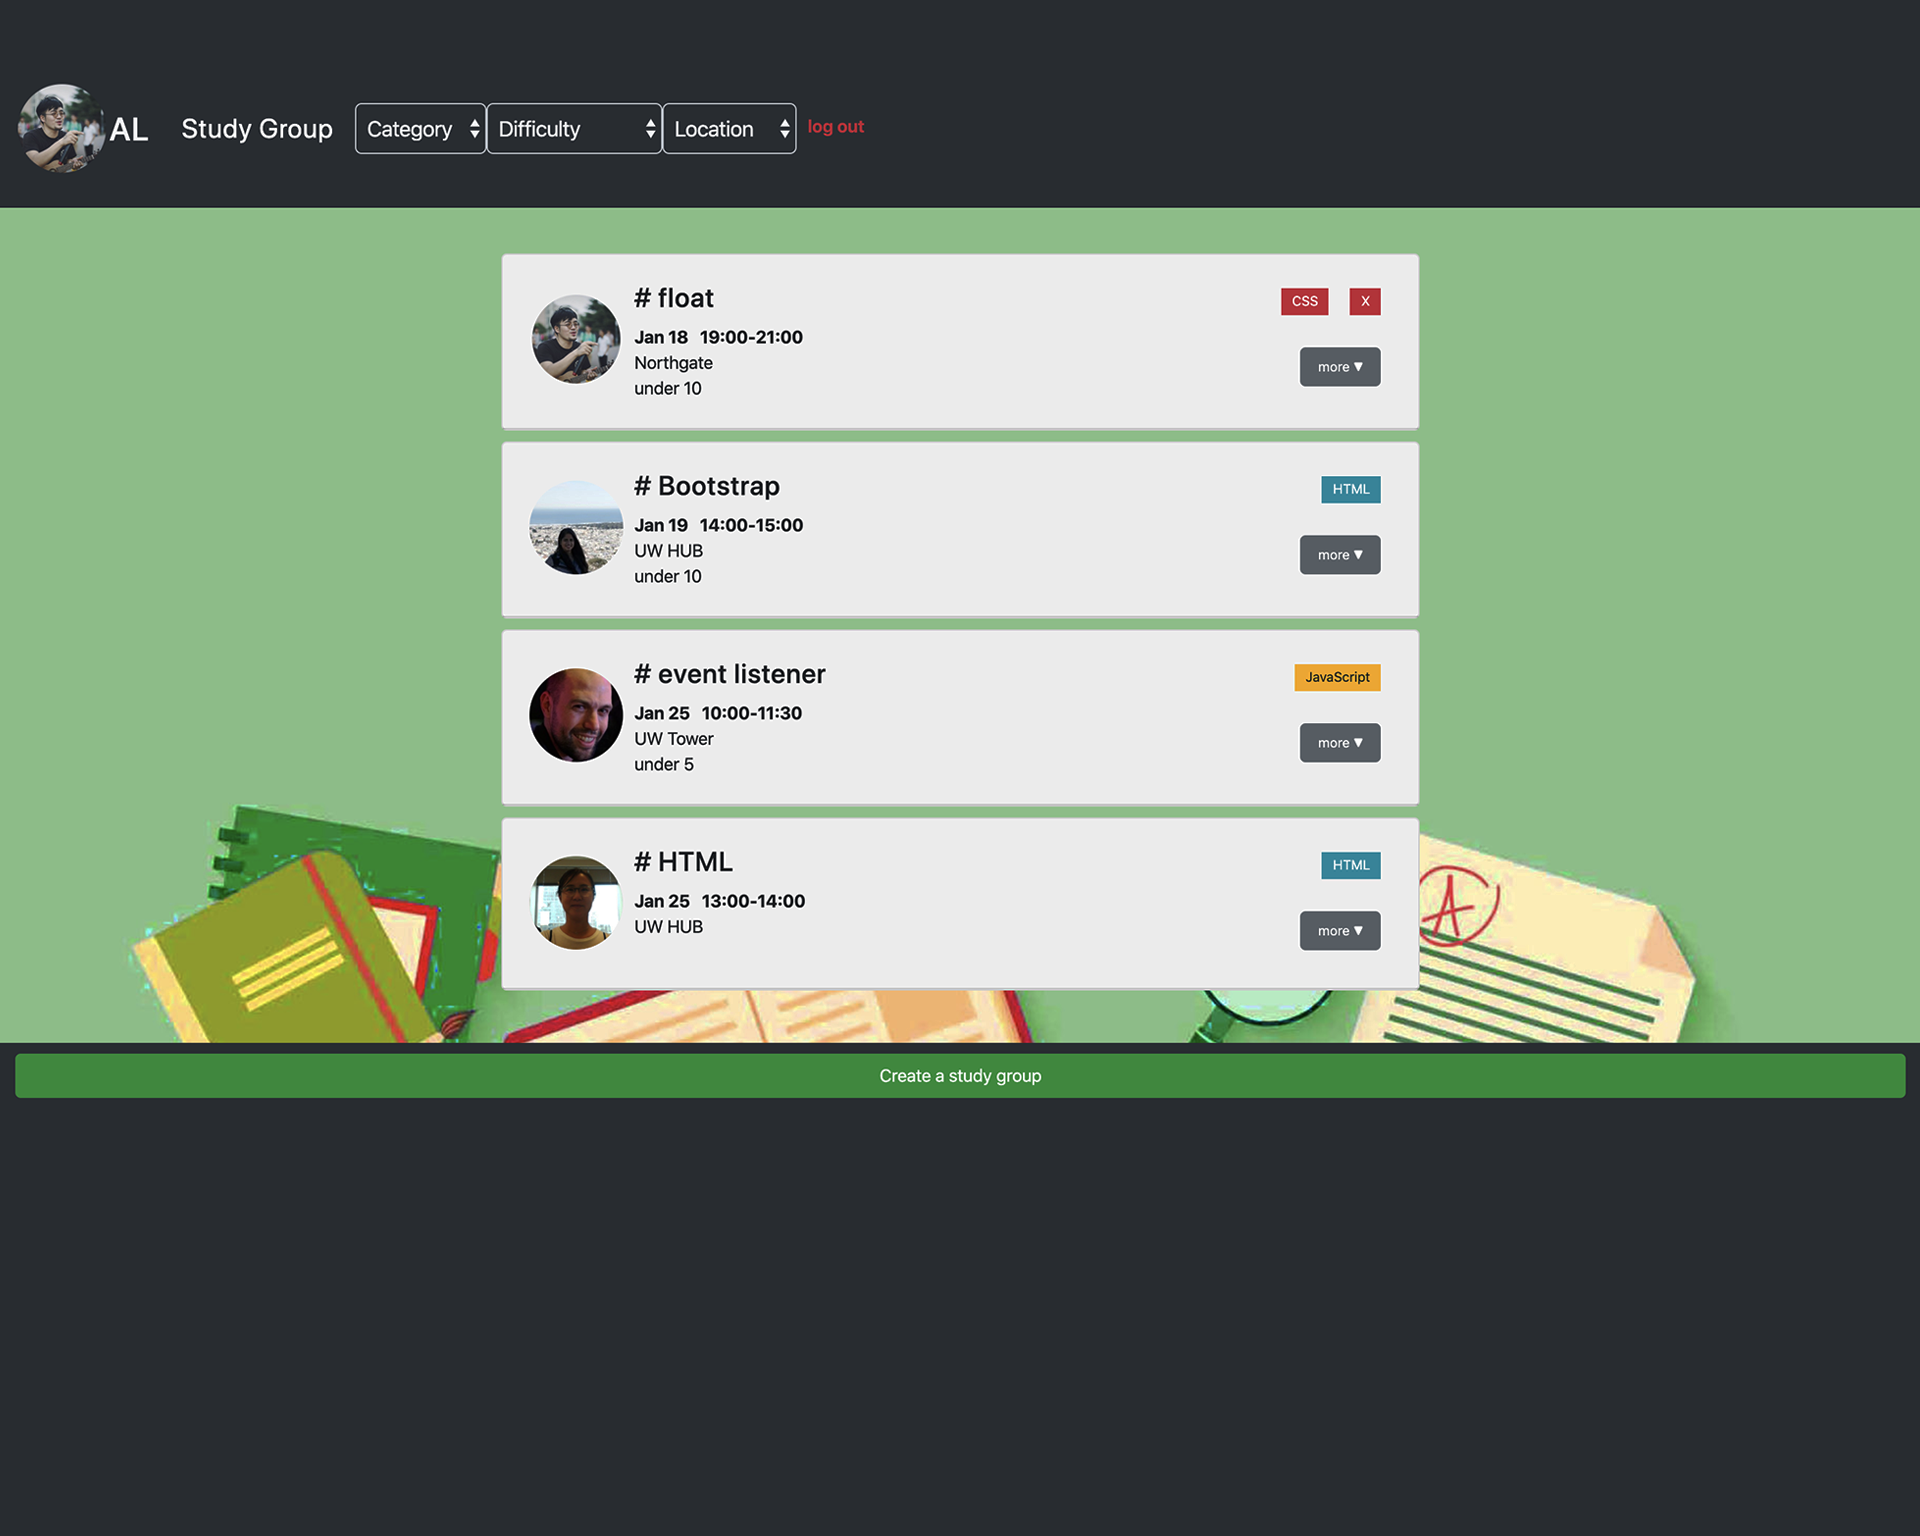 AL Study Group Category Difficulty Location log out
# float
CSS X
Jan 18 19:00-21:00
Northgate
more ▼
under 10
# Bootstrap
HTML
Jan 19 14:00-15:00
UW HUB
more ▼
under 10
# event listener
JavaScript
Jan 25 10:00-11:30
UW Tower
more ▼
under 5
# HTML
HTML
Jan 25 13:00-14:00
UW HUB
more ▼
A
Create a study group